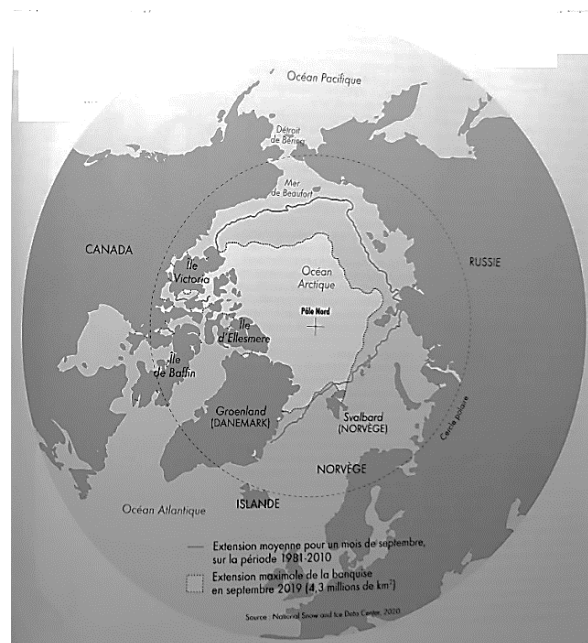 Océan Pacifique
Détroit
de Béring
Mer
de Beaufort
CANADA
RUSSIE
Île
Victoria
Océan
Arctique
Pôle Nord
Île
d'Ellesmere
Île
de Baffin
Groenland
(DANEMARK)
Svalbard
(NORVÈGE)
Cercle polaire
NORVÈGE
Océan Atlantique
ISLANDE
Extension moyenne pour un mois de septembre,
sur la période 1981-2010
Extension maximale de la banquise
en septembre 2019 (4,3 millions de km²)
Source : National Snow and Ice Data Center, 2020.